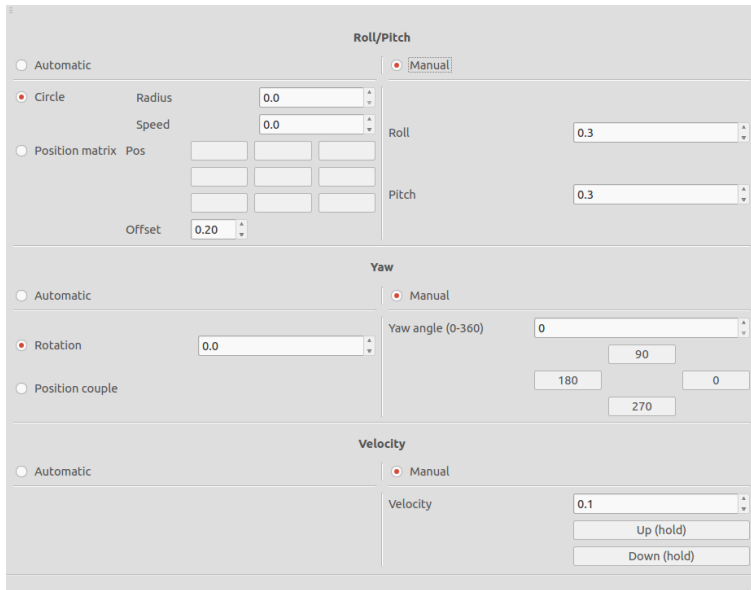 Roll/Pitch
Automatic
Manual
Circle Radius 0.0
Speed 0.0
Roll 0.3
Position matrix Pos
Pitch 0.3
Offset 0.20
Yaw
Automatic
Manual
Yaw angle (0-360) 0
Rotation 0.0
90
180 0
Position couple
270
Velocity
Automatic
Manual
Velocity 0.1
Up (hold)
Down (hold)